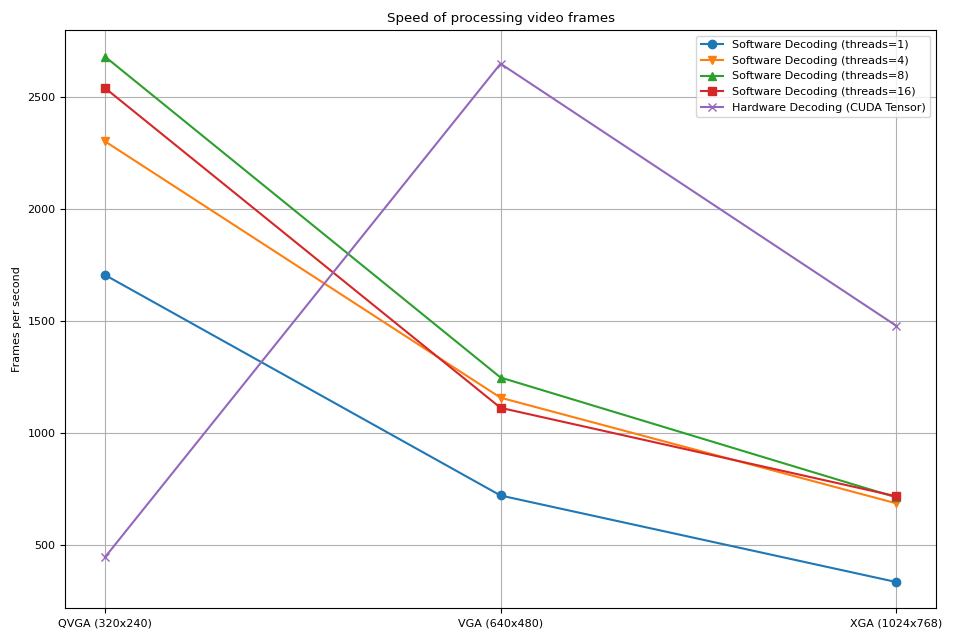 Speed of processing video frames
Software Decoding (threads=1)
Software Decoding (threads=4)
Software Decoding (threads=8)
Software Decoding (threads=16)
Hardware Decoding (CUDA Tensor)
Frames per second
2500
2000
1500
1000
500
QVGA (320x240)
VGA (640x480)
XGA (1024x768)